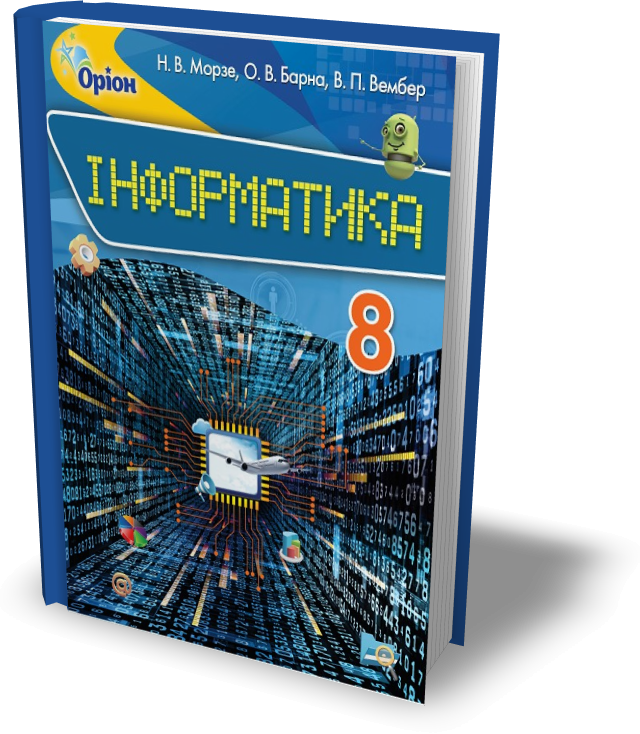 Оріон
Н. В. Морзе, О. В. Барна, В. П. Вембер
ІНФОРМАТИКА
8